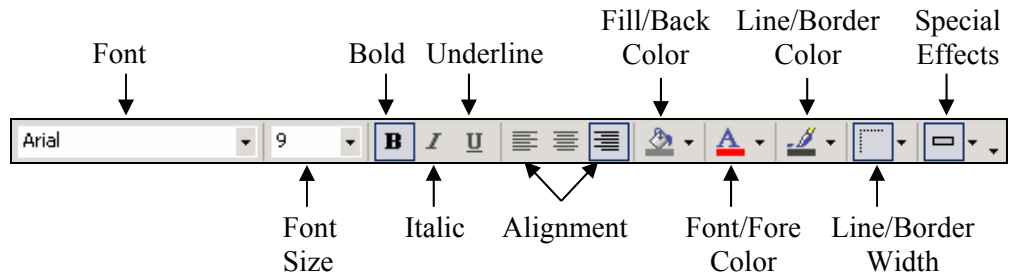 Fill/Back Line/Border Special
Font Bold Underline Color Color Effects
Arial 9 B I U A
Font Italic Alignment Font/Fore Line/Border
Size Color Width